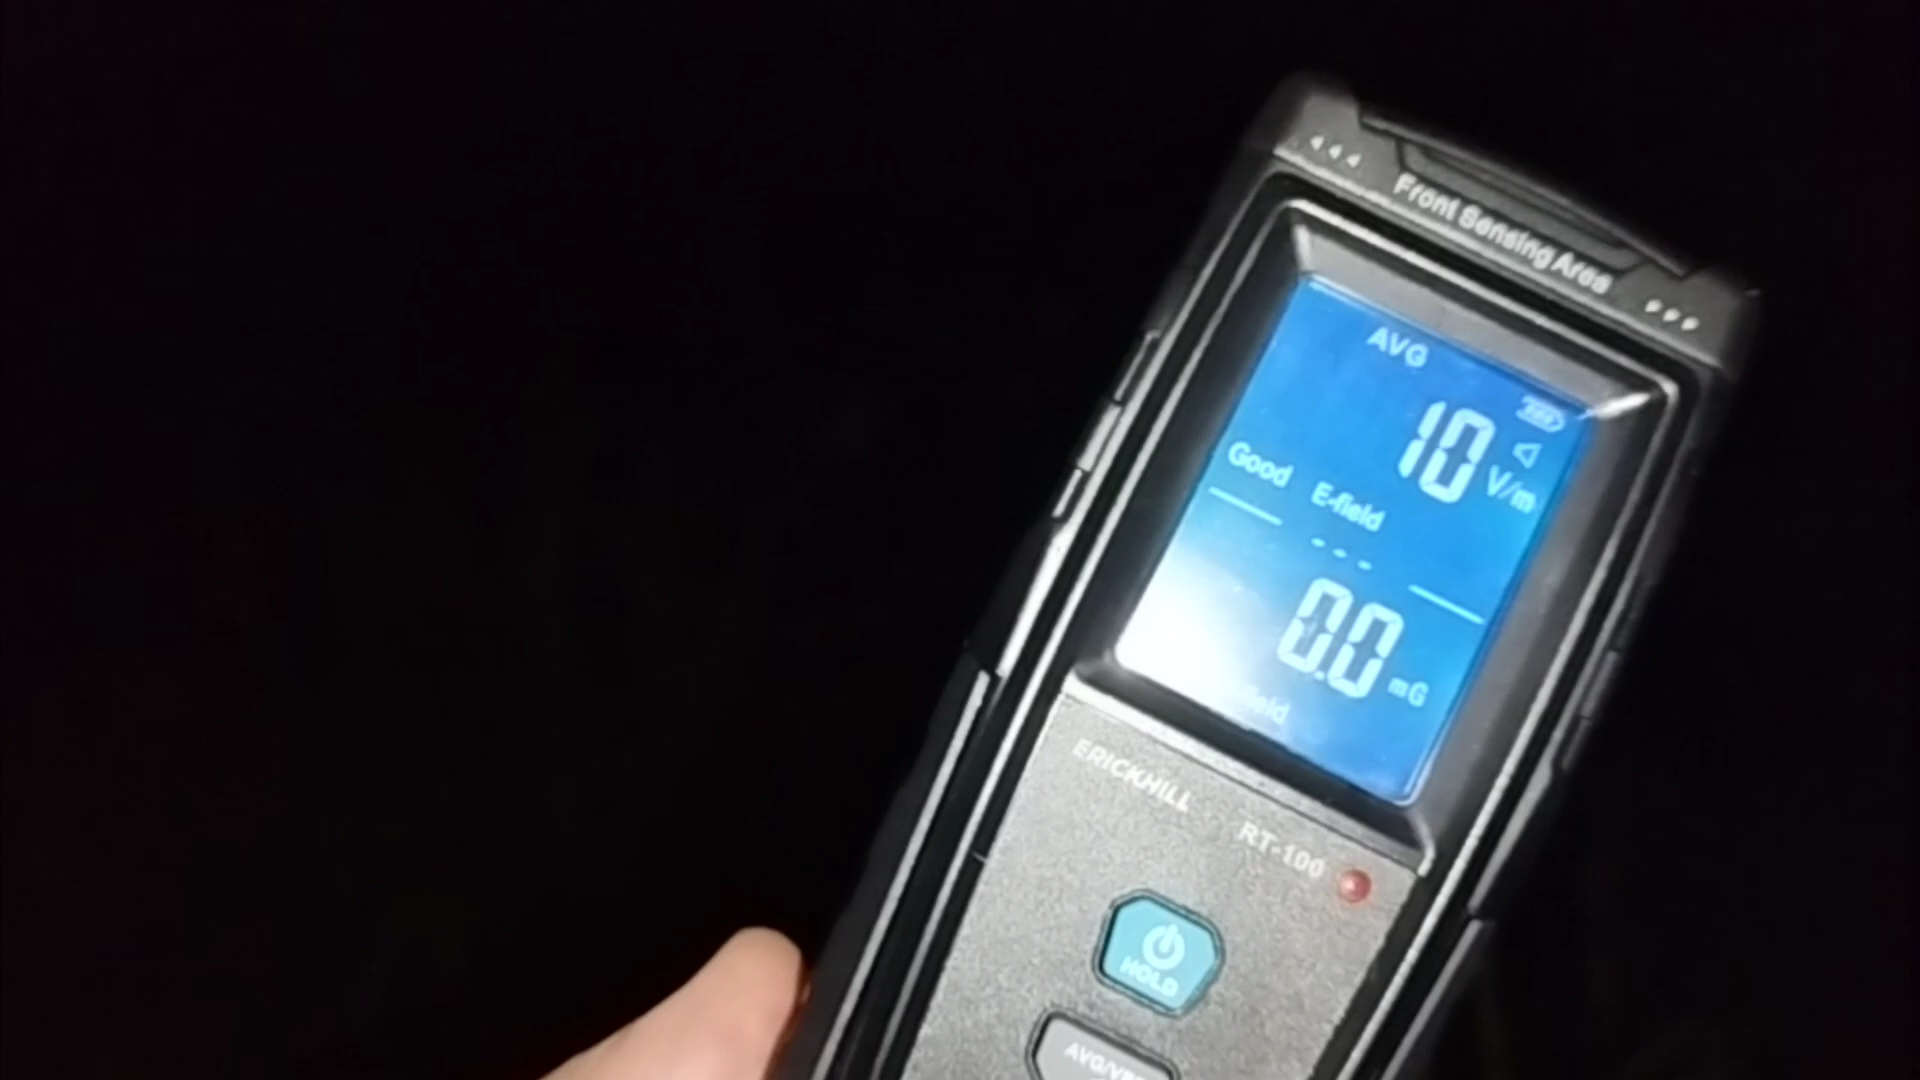 Front Sensing Area
AVG
10 V/m
Good
E-field
---
0.0 mG
ERICKHILL RT-100
HOLD